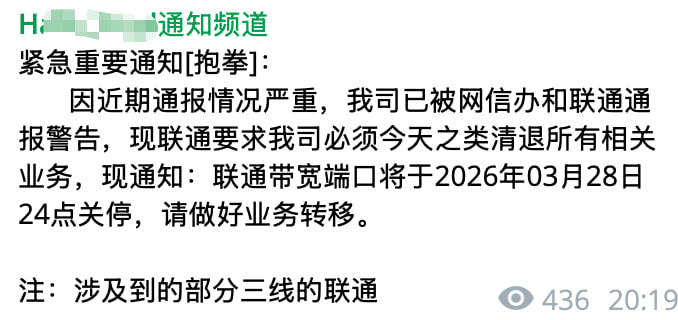 通知频道
紧急重要通知[抱拳]：
因近期通报情况严重，我司已被网信办和联通通
报警告，现联通要求我司必须今天之类清退所有相关
业务，现通知：联通带宽端口将于2026年03月28日
24点关停，请做好业务转移。
注：涉及到的部分三线的联通
436 20:19